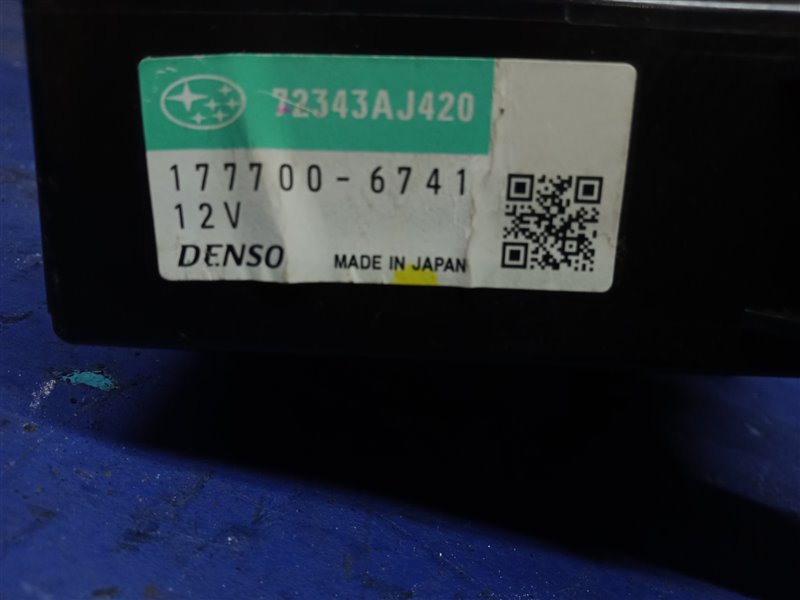 72343AJ420
177700-6741
12V
DENSO MADE IN JAPAN